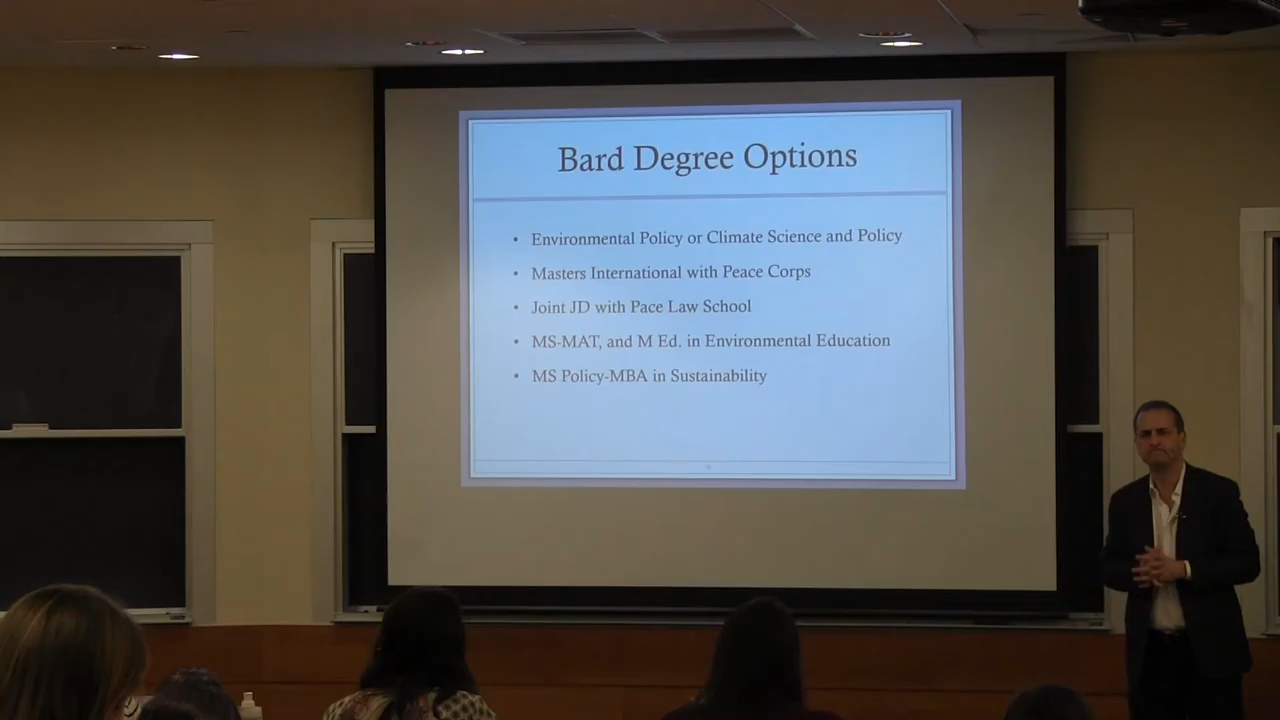 Bard Degree Options
• Environmental Policy or Climate Science and Policy
• Masters International with Peace Corps
• Joint JD with Pace Law School
• MS-MAT, and M Ed. in Environmental Education
• MS Policy-MBA in Sustainability